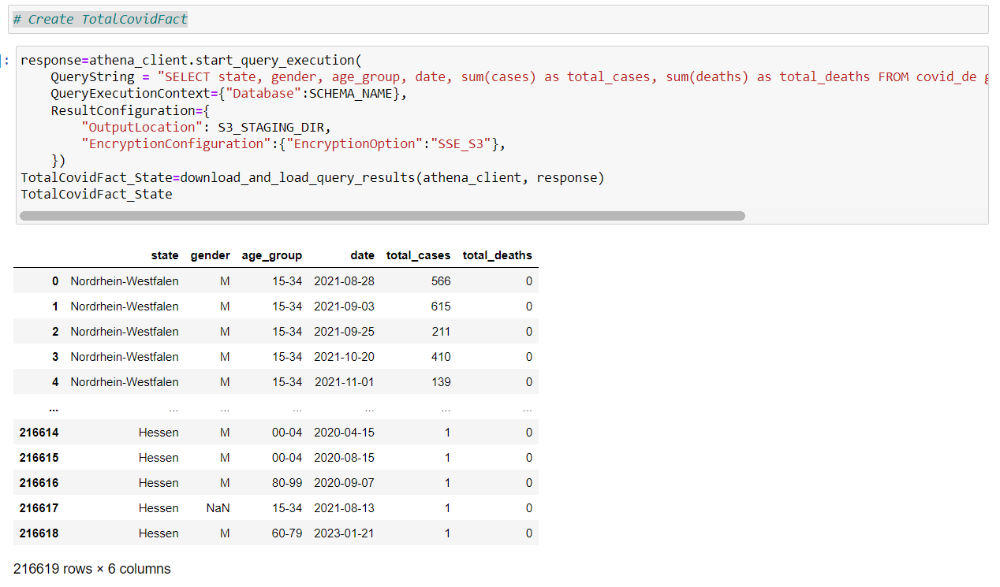 # Create TotalCovidFact
:
response=athena_client.start_query_execution(
QueryString = "SELECT state, gender, age_group, date, sum(cases) as total_cases, sum(deaths) as total_deaths FROM covid_de g
QueryExecutionContext={"Database":SCHEMA_NAME},
ResultConfiguration={
"OutputLocation": S3_STAGING_DIR,
"EncryptionConfiguration":{"EncryptionOption":"SSE_S3"},
})
TotalCovidFact_State=download_and_load_query_results(athena_client, response)
TotalCovidFact_State
state gender age_group date total_cases total_deaths
0 Nordrhein-Westfalen M 15-34 2021-08-28 566 0
1 Nordrhein-Westfalen M 15-34 2021-09-03 615 0
2 Nordrhein-Westfalen M 15-34 2021-09-25 211 0
3 Nordrhein-Westfalen M 15-34 2021-10-20 410 0
4 Nordrhein-Westfalen M 15-34 2021-11-01 139 0
... ... ... ... ... ... ...
216614 Hessen M 00-04 2020-04-15 1 0
216615 Hessen M 00-04 2020-08-15 1 0
216616 Hessen M 80-99 2020-09-07 1 0
216617 Hessen NaN 15-34 2021-08-13 1 0
216618 Hessen M 60-79 2023-01-21 1 0
216619 rows × 6 columns